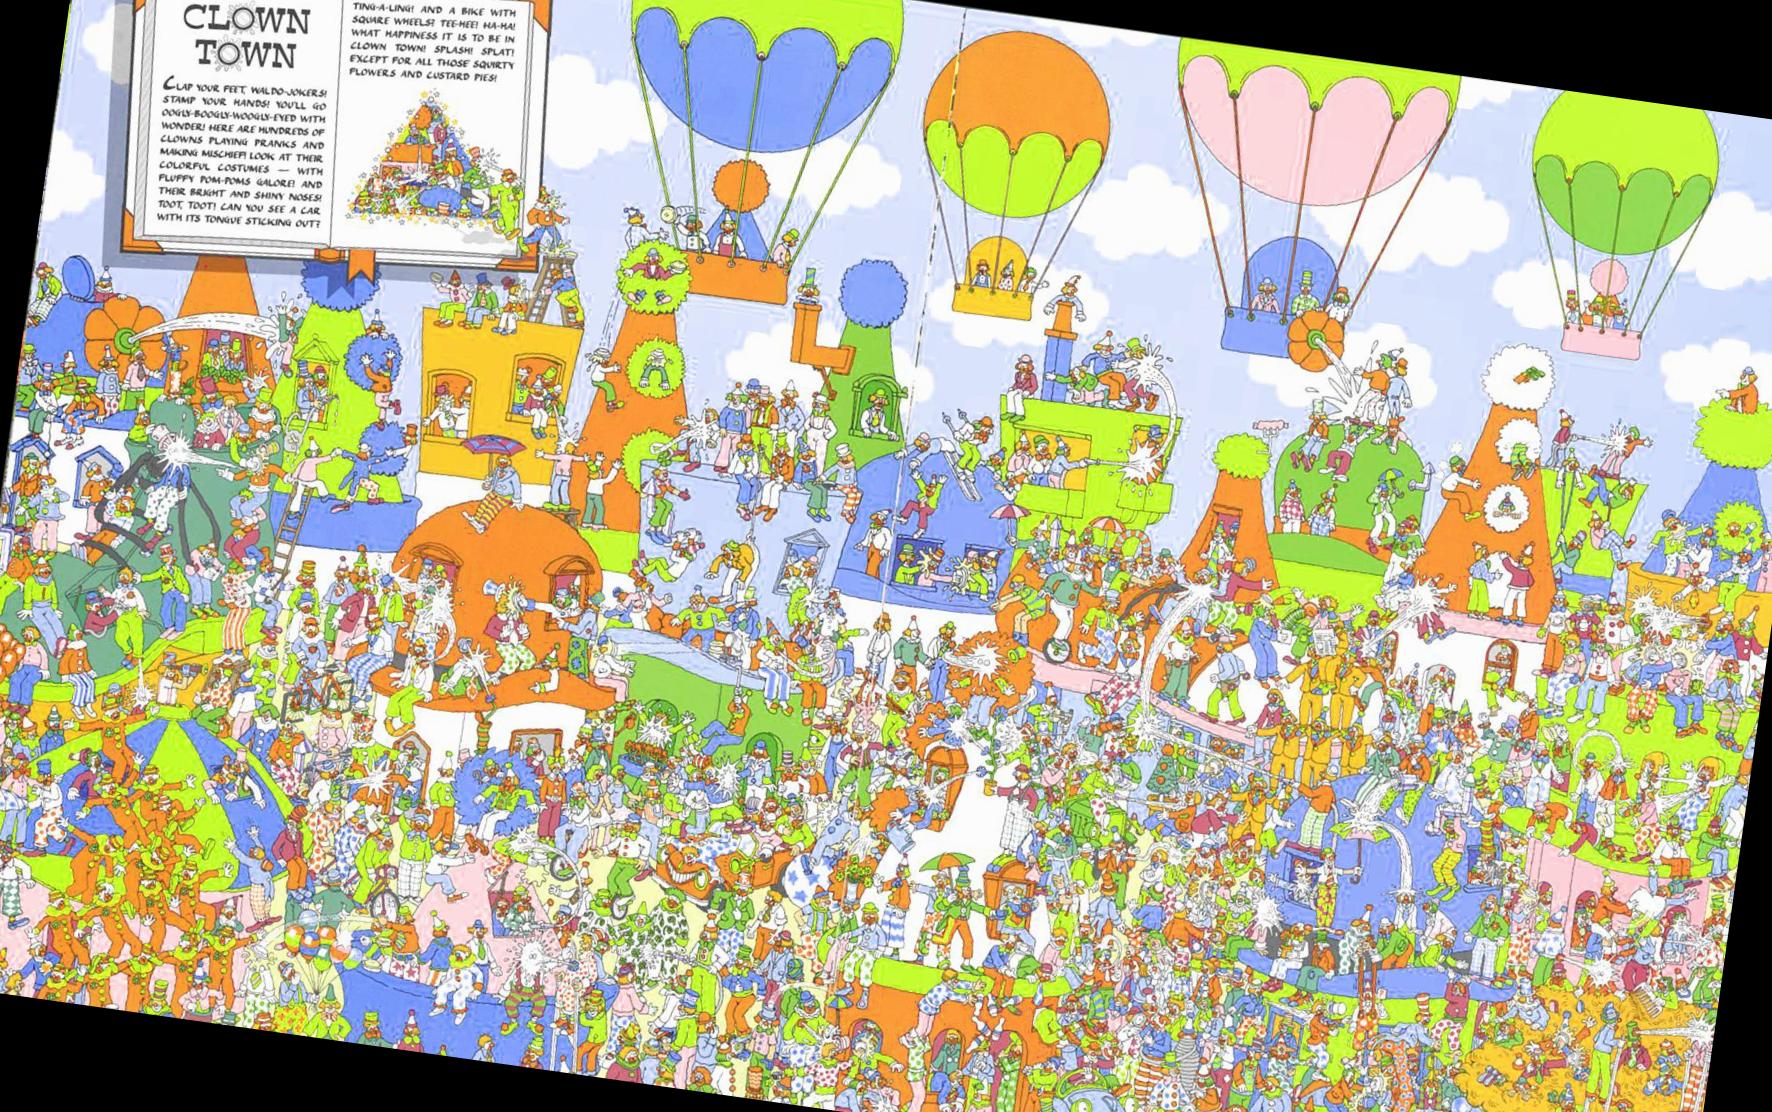 CLOWN
TOWN
CLAP YOUR FEET, WALDO-JOKERS!
STAMP YOUR HANDS! YOU'LL GO
OOGLY-BOOGLY-WOOGLY-EYED WITH
WONDER! HERE ARE HUNDREDS OF
CLOWNS PLAYING PRANKS AND
MAKING MISCHIEF! LOOK AT THEIR
COLORFUL COSTUMES — WITH
FLUFFY POM-POMS GALORE! AND
THEIR BRIGHT AND SHINY NOSES!
TOOT, TOOT! CAN YOU SEE A CAR
WITH ITS TONGUE STICKING OUT?
TING-A-LING! AND A BIKE WITH
SQUARE WHEELS? TEE-HEE! HA-HA!
WHAT HAPPINESS IT IS TO BE IN
CLOWN TOWN! SPLASH! SPLAT!
EXCEPT FOR ALL THOSE SQUIRTY
FLOWERS AND CUSTARD PIES!